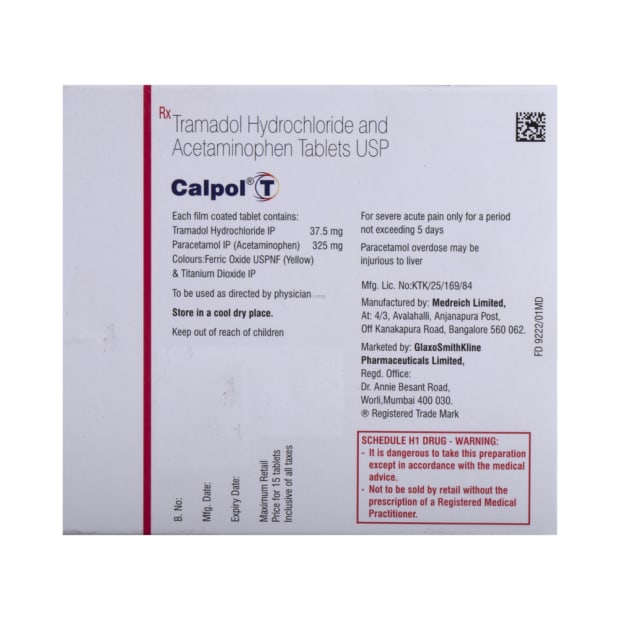 Rx Tramadol Hydrochloride and
Acetaminophen Tablets USP
Calpol® T
Each film coated tablet contains:
Tramadol Hydrochloride IP 37.5 mg
Paracetamol IP (Acetaminophen) 325 mg
Colours:Ferric Oxide USPNF (Yellow)
& Titanium Dioxide IP
To be used as directed by physician
Store in a cool dry place.
Keep out of reach of children
For severe acute pain only for a period
not exceeding 5 days
Paracetamol overdose may be
injurious to liver
Mfg. Lic. No:KTK/25/169/84
Manufactured by: Medreich Limited,
At: 4/3, Avalahalli, Anjanapura Post,
Off Kanakapura Road, Bangalore 560 062.
Marketed by: GlaxoSmithKline
Pharmaceuticals Limited,
Regd. Office:
Dr. Annie Besant Road,
Worli,Mumbai 400 030.
® Registered Trade Mark
FD 9222/01MD
B. No:
Mfg. Date:
Expiry Date:
Maximum Retail
Price for 15 tablets
Inclusive of all taxes
SCHEDULE H1 DRUG - WARNING:
- It is dangerous to take this preparation
except in accordance with the medical
advice.
- Not to be sold by retail without the
prescription of a Registered Medical
Practitioner.